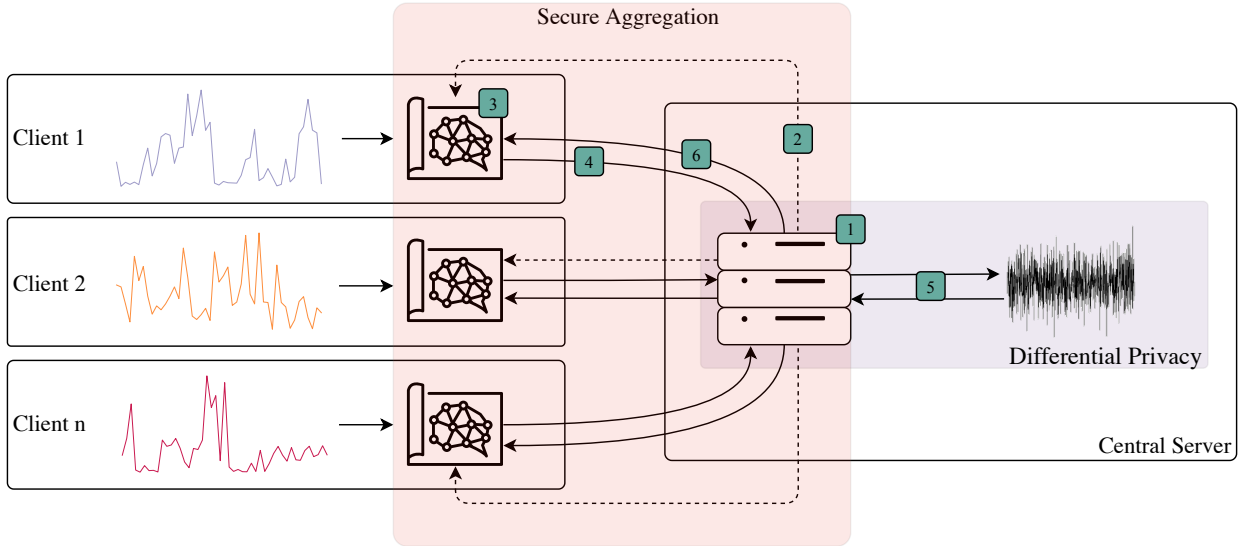 Secure Aggregation
3
Client 1
2
6
4
1
Client 2
5
Differential Privacy
Client n
Central Server